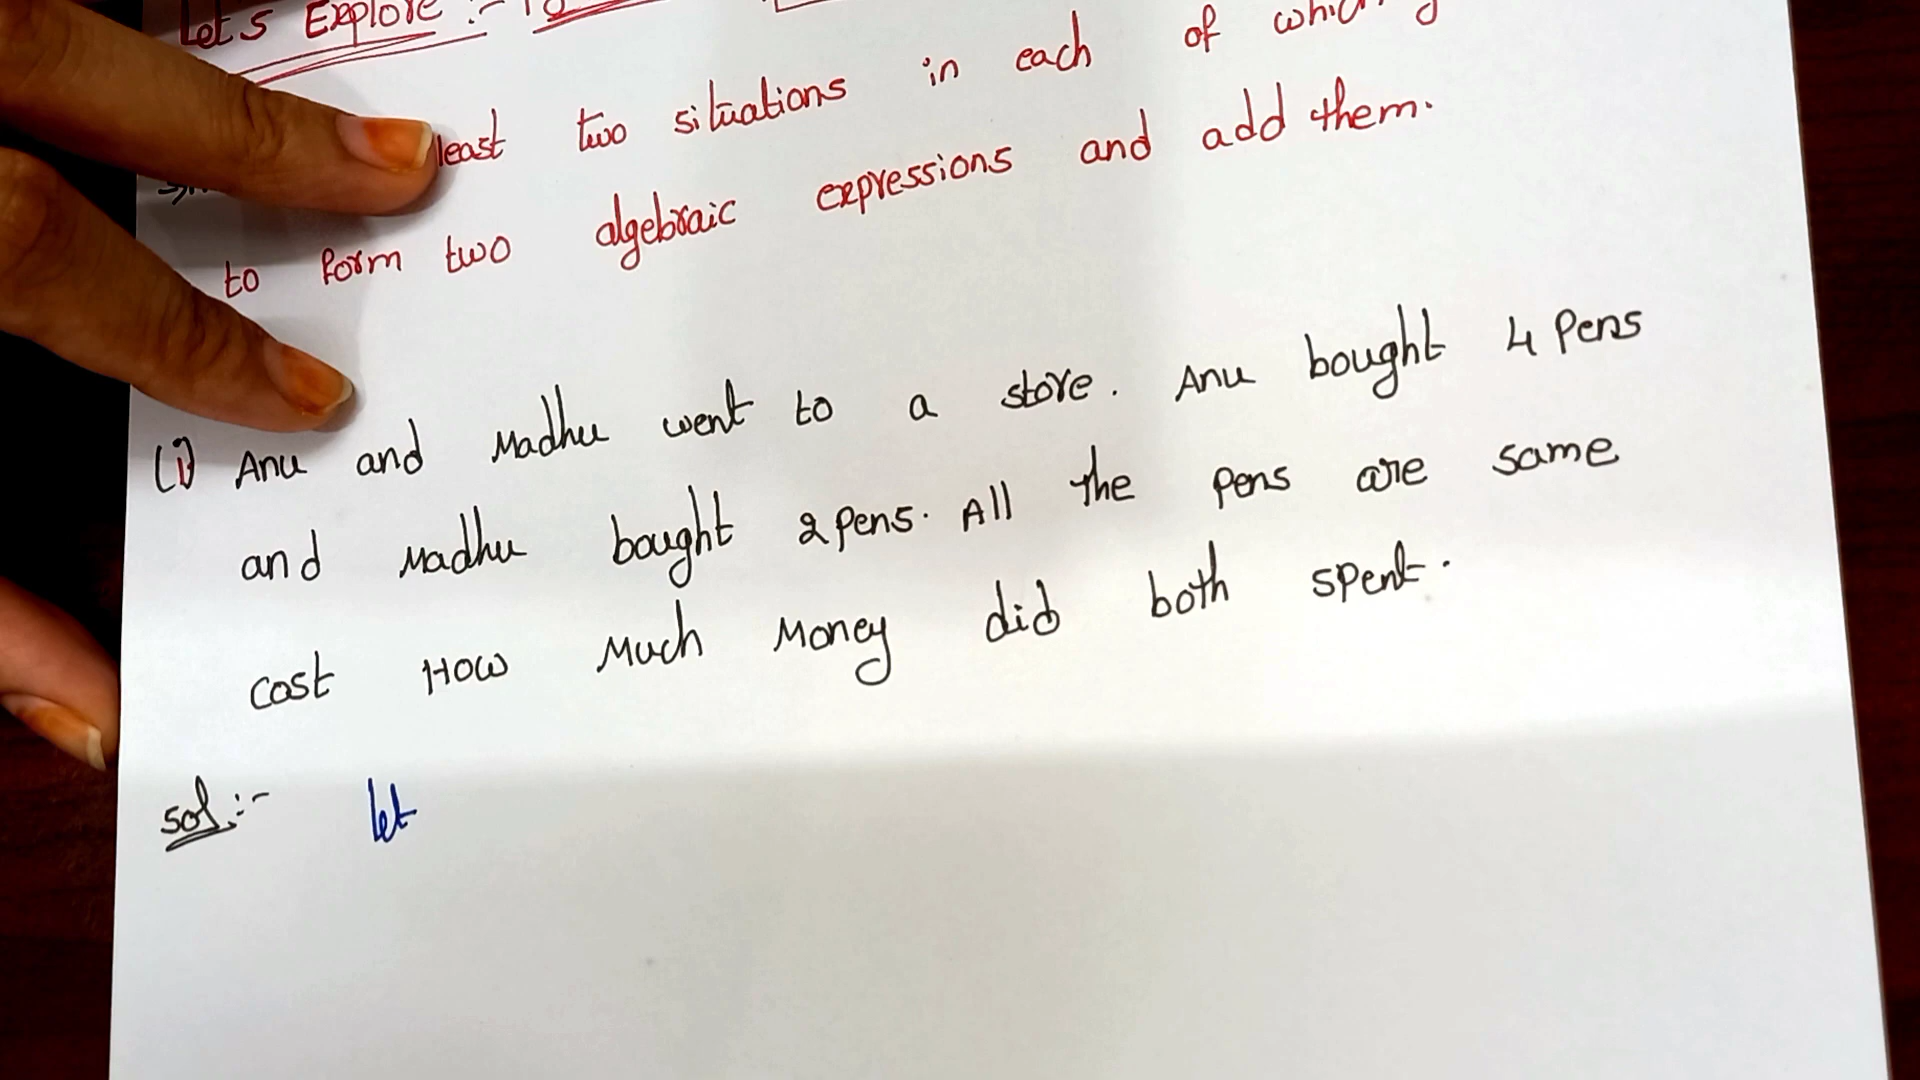 Let's Explore :-
least two situations in each of which
to form two algebraic expressions and add them.
(i) Anu and Madhu went to a store. Anu bought 4 Pens
and Madhu bought 2 Pens. All the pens are same
cost How Much Money did both spent.
sol:- let